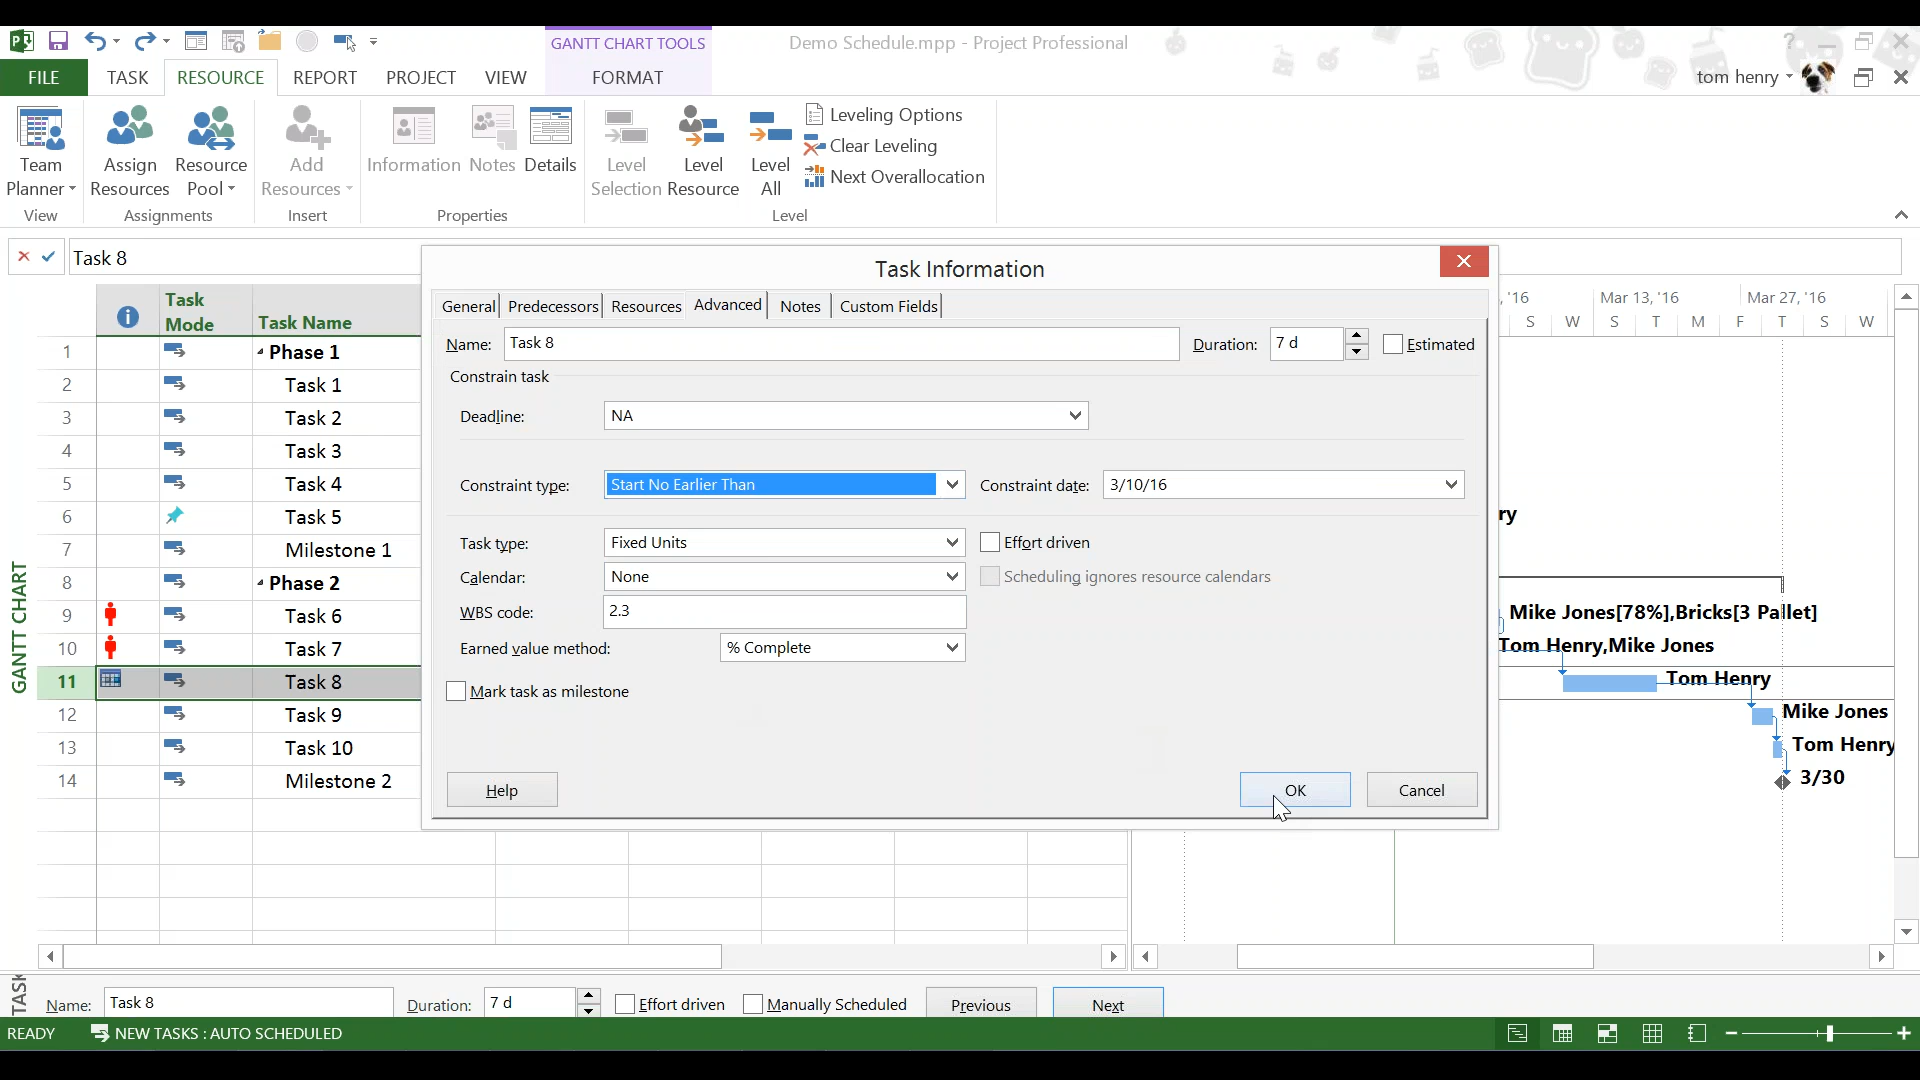 GANTT CHART TOOLS
Demo Schedule.mpp - Project Professional
FILE TASK RESOURCE REPORT PROJECT VIEW FORMAT
tom henry
Team Planner
Assign Resources
Resource Pool
Add Resources
Information
Notes
Details
Level Selection
Level Resource
Level All
Leveling Options
Clear Leveling
Next Overallocation
View
Assignments
Insert
Properties
Level
Task 8
Task Mode
Task Name
1 Phase 1
2 Task 1
3 Task 2
4 Task 3
5 Task 4
6 Task 5
7 Milestone 1
8 Phase 2
9 Task 6
10 Task 7
11 Task 8
12 Task 9
13 Task 10
14 Milestone 2
GANTT CHART
Task Information
General Predecessors Resources Advanced Notes Custom Fields
Name: Task 8 Duration: 7 d Estimated
Constrain task
Deadline: NA
Constraint type: Start No Earlier Than Constraint date: 3/10/16
Task type: Fixed Units Effort driven
Calendar: None Scheduling ignores resource calendars
WBS code: 2.3
Earned value method: % Complete
Mark task as milestone
Help OK Cancel
, '16 Mar 13, '16 Mar 27, '16
S W S T M F T S W
ry
Mike Jones[78%],Bricks[3 Pallet]
Tom Henry,Mike Jones
Tom Henry
Mike Jones
Tom Henry
3/30
TASK
Name: Task 8 Duration: 7 d Effort driven Manually Scheduled Previous Next
READY NEW TASKS : AUTO SCHEDULED